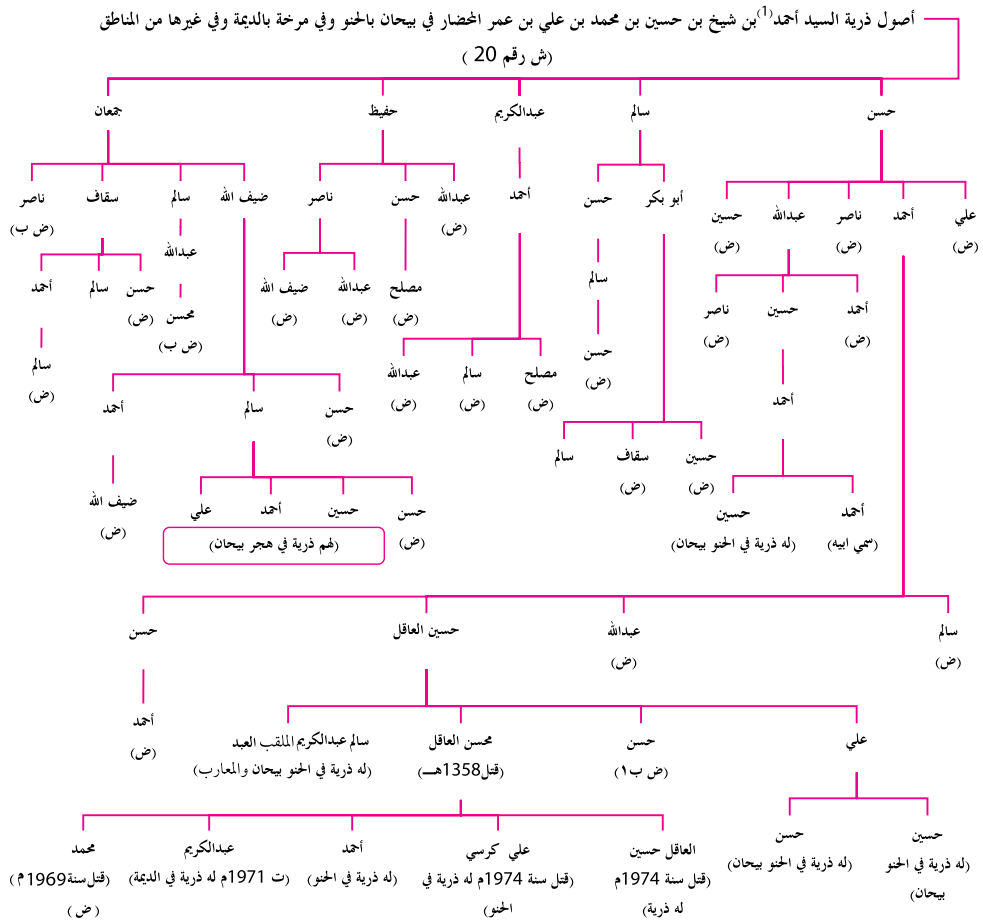 أصول ذرية السيد أحمد(1) بن شيخ بن حسين بن محمد بن علي بن عمر المحضار في بيحان بالحنو وفي مرخة بالديمة وفي غيرها من المناطق
(ش رقم 20 )
حسن سالم عبدالكريم حفيظ جمعان
علي أحمد ناصر عبدالله حسين أبو بكر حسن أحمد عبدالله حسن ناصر ضيف الله سالم سقاف ناصر
(ض) (ض) (ض) (ض) (ض ب)
عبدالله
أحمد حسين ناصر سالم مصلح عبدالله ضيف الله حسن سالم أحمد
(ض) (ض) (ض) (ض) (ض) (ض)
محسن
(ض ب)
حسن مصلح سالم عبدالله سالم
(ض) (ض) (ض) (ض) (ض)
أحمد حسن سالم أحمد
(ض)
حسين سقاف سالم
(ض) (ض)
ضيف الله
(ض)
أحمد حسين حسن حسين أحمد علي
(سمي ابيه) (له ذرية في الحنو بيحان) (ض) (لهم ذرية في هجر بيحان)
سالم عبدالله حسين العاقل حسن
(ض) (ض)
أحمد
(ض)
علي حسن محسن العاقل سالم عبدالكريم الملقب العبد
(ض ب١) (قتل1358هـ) (له ذرية في الحنو بيحان والمعارب)
حسين حسن العاقل حسين علي كرسي أحمد عبدالكريم محمد
(له ذرية في الحنو (له ذرية في الحنو بيحان) (قتل سنة 1974م (قتل سنة 1974م له ذرية في (له ذرية في الحنو) (ت 1971م له ذرية في الديمة) (قتل سنة1969م)
بيحان) له ذرية) الحنو) (ض)